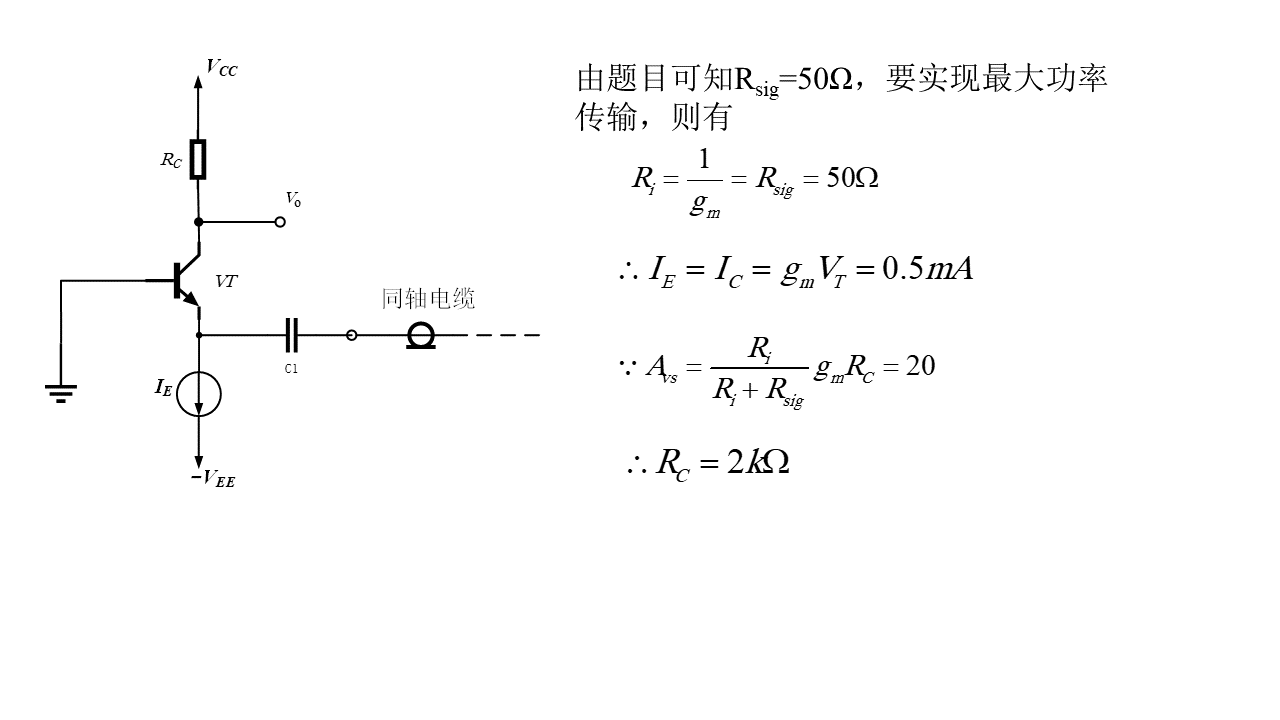 V_CC
R_C
V_o
VT
同轴电缆
C1
I_E
−V_EE
由题目可知R_sig=50Ω，要实现最大功率
传输，则有
R_i = 1/g_m = R_sig = 50Ω
∴ I_E = I_C = g_m V_T = 0.5mA
∵ A_vs = R_i/(R_i + R_sig) g_m R_C = 20
∴ R_C = 2kΩ